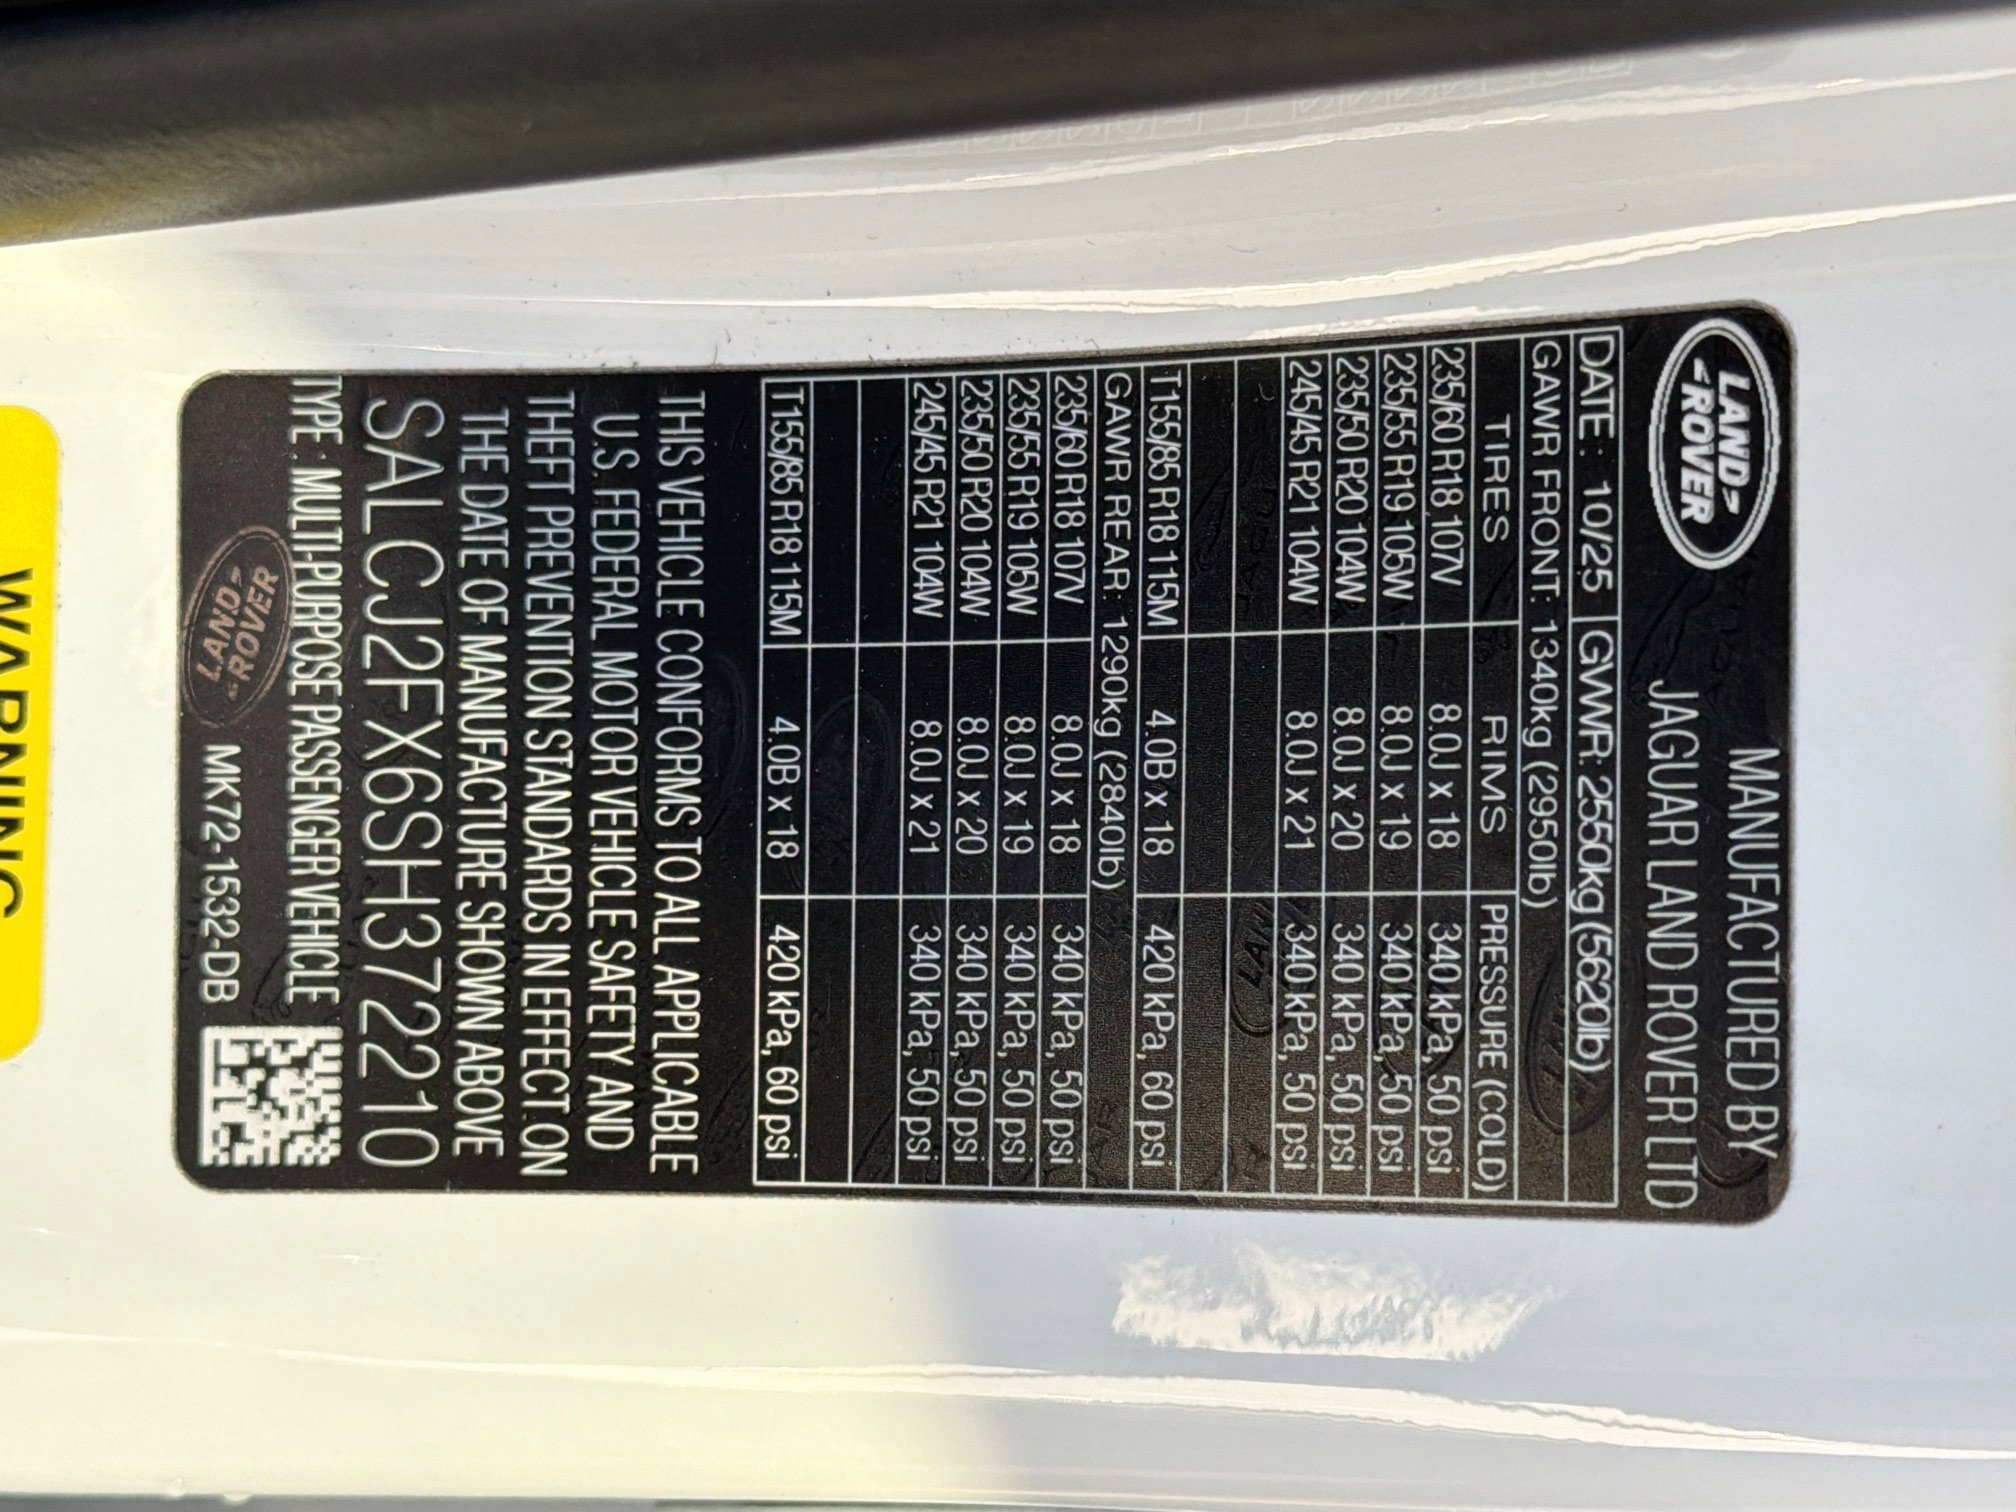 LAND
ROVER
MANUFACTURED BY
JAGUAR LAND ROVER LTD
DATE : 10/25 GWVR: 2550kg (5620lb)
GAWR FRONT: 1340kg (2950lb)
TIRES RIMS PRESSURE (COLD)
235/60 R18 107V 8.0J x 18 340 kPa, 50 psi
235/55 R19 105W 8.0J x 19 340 kPa, 50 psi
235/50 R20 104W 8.0J x 20 340 kPa, 50 psi
245/45 R21 104W 8.0J x 21 340 kPa, 50 psi
T155/85 R18 115M 4.0B x 18 420 kPa, 60 psi
GAWR REAR: 1290kg (2840lb)
235/60 R18 107V 8.0J x 18 340 kPa, 50 psi
235/55 R19 105W 8.0J x 19 340 kPa, 50 psi
235/50 R20 104W 8.0J x 20 340 kPa, 50 psi
245/45 R21 104W 8.0J x 21 340 kPa, 50 psi
T155/85 R18 115M 4.0B x 18 420 kPa, 60 psi
THIS VEHICLE CONFORMS TO ALL APPLICABLE
U.S. FEDERAL MOTOR VEHICLE SAFETY AND
THEFT PREVENTION STANDARDS IN EFFECT ON
THE DATE OF MANUFACTURE SHOWN ABOVE
SALCJ2FX6SH372210
TYPE : MULTI-PURPOSE PASSENGER VEHICLE
LAND
ROVER
MK72-1532-DB
WARNING